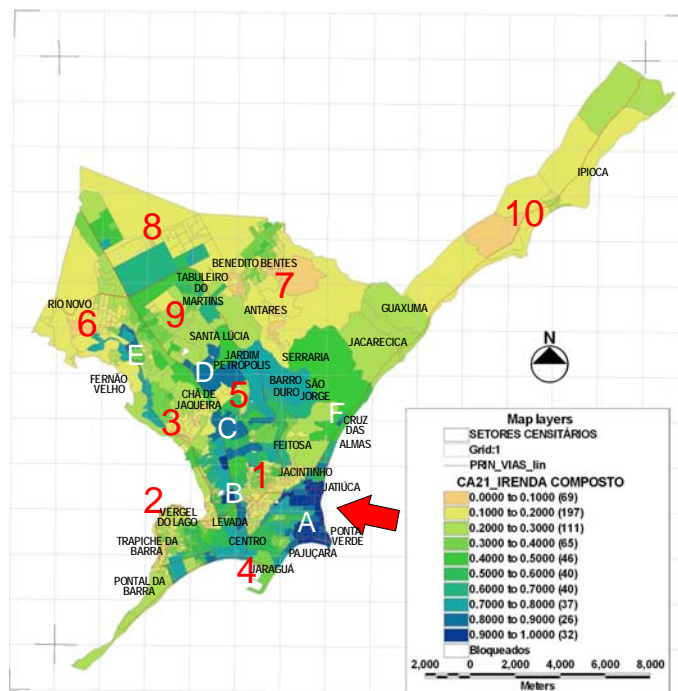 IPIOCA
10
8
BENEDITO BENTES
7
TABULEIRO
DO
MARTINS
ANTARES
GUAXUMA
RIO NOVO
9
6
JACARECICA
SANTA LÚCIA
E
JARDIM
PETRÓPOLIS
SERRARIA
N
D
FERNÃO
VELHO
BARRO
DURO
SÃO
JORGE
CHÃ DE
JAQUEIRA
5
F
3
C
CRUZ
DAS
ALMAS
FEITOSA
1
JACINTINHO
2
B
JATIÚCA
VERGEL
DO LAGO
LEVADA
A
PONTA
VERDE
TRAPICHE DA
BARRA
CENTRO
PAJUÇARA
4
JARAGUÁ
PONTAL DA
BARRA
Map layers
SETORES CENSITÁRIOS
Grid:1
PRIN_VIAS_lin
CA21_IRENDA COMPOSTO
0.0000 to 0.1000 (69)
0.1000 to 0.2000 (197)
0.2000 to 0.3000 (111)
0.3000 to 0.4000 (65)
0.4000 to 0.5000 (46)
0.5000 to 0.6000 (40)
0.6000 to 0.7000 (40)
0.7000 to 0.8000 (37)
0.8000 to 0.9000 (26)
0.9000 to 1.0000 (32)
Bloqueados
2,000 0 2,000 4,000 6,000 8,000
Meters